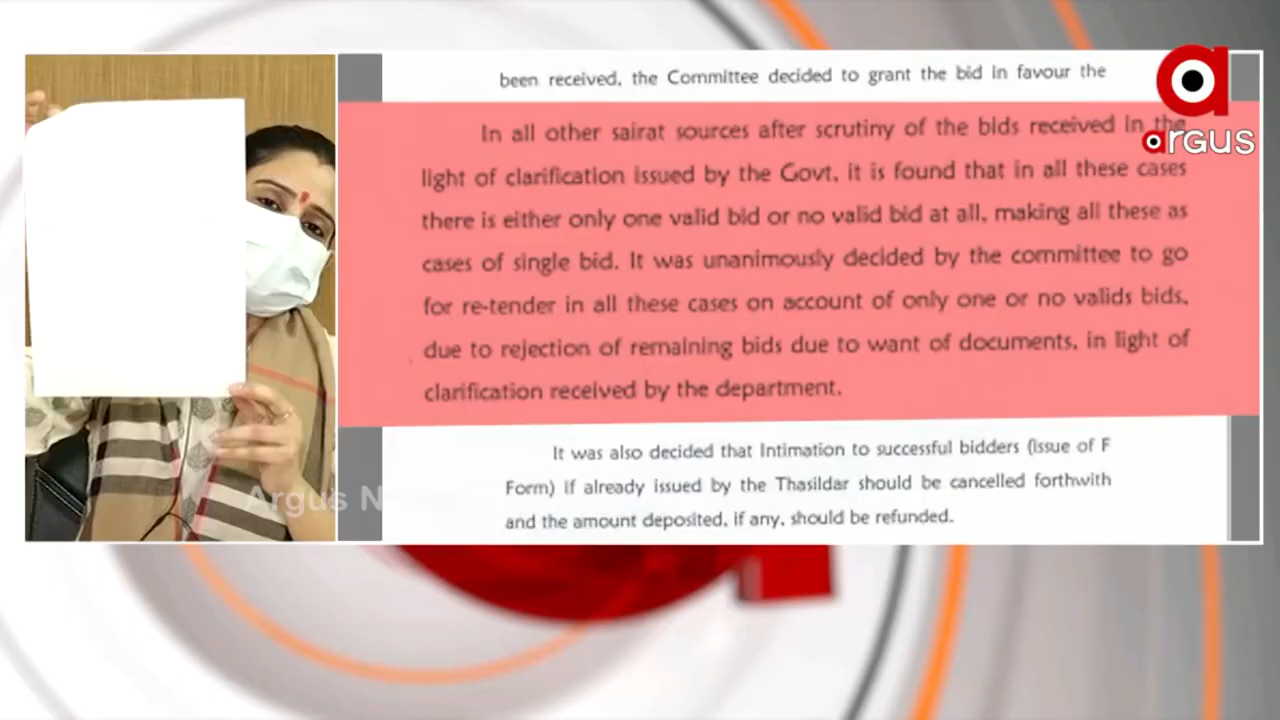 been received, the Committee decided to grant the bid in favour the
In all other sairat sources after scrutiny of the bids received in the
light of clarification issued by the Govt, it is found that in all these cases
there is either only one valid bid or no valid bid at all, making all these as
cases of single bid. It was unanimously decided by the committee to go
for re-tender in all these cases on account of only one or no valids bids,
due to rejection of remaining bids due to want of documents, in light of
clarification received by the department.
It was also decided that Intimation to successful bidders (issue of F
Form) if already issued by the Thasildar should be cancelled forthwith
and the amount deposited, if any, should be refunded.
argus
Argus N